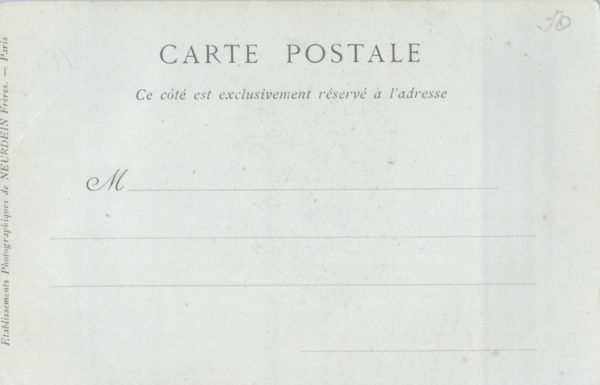 CARTE POSTALE
Ce côté est exclusivement réservé à l'adresse
M
Etablissements Photographiques de NEURDEIN Frères. — Paris